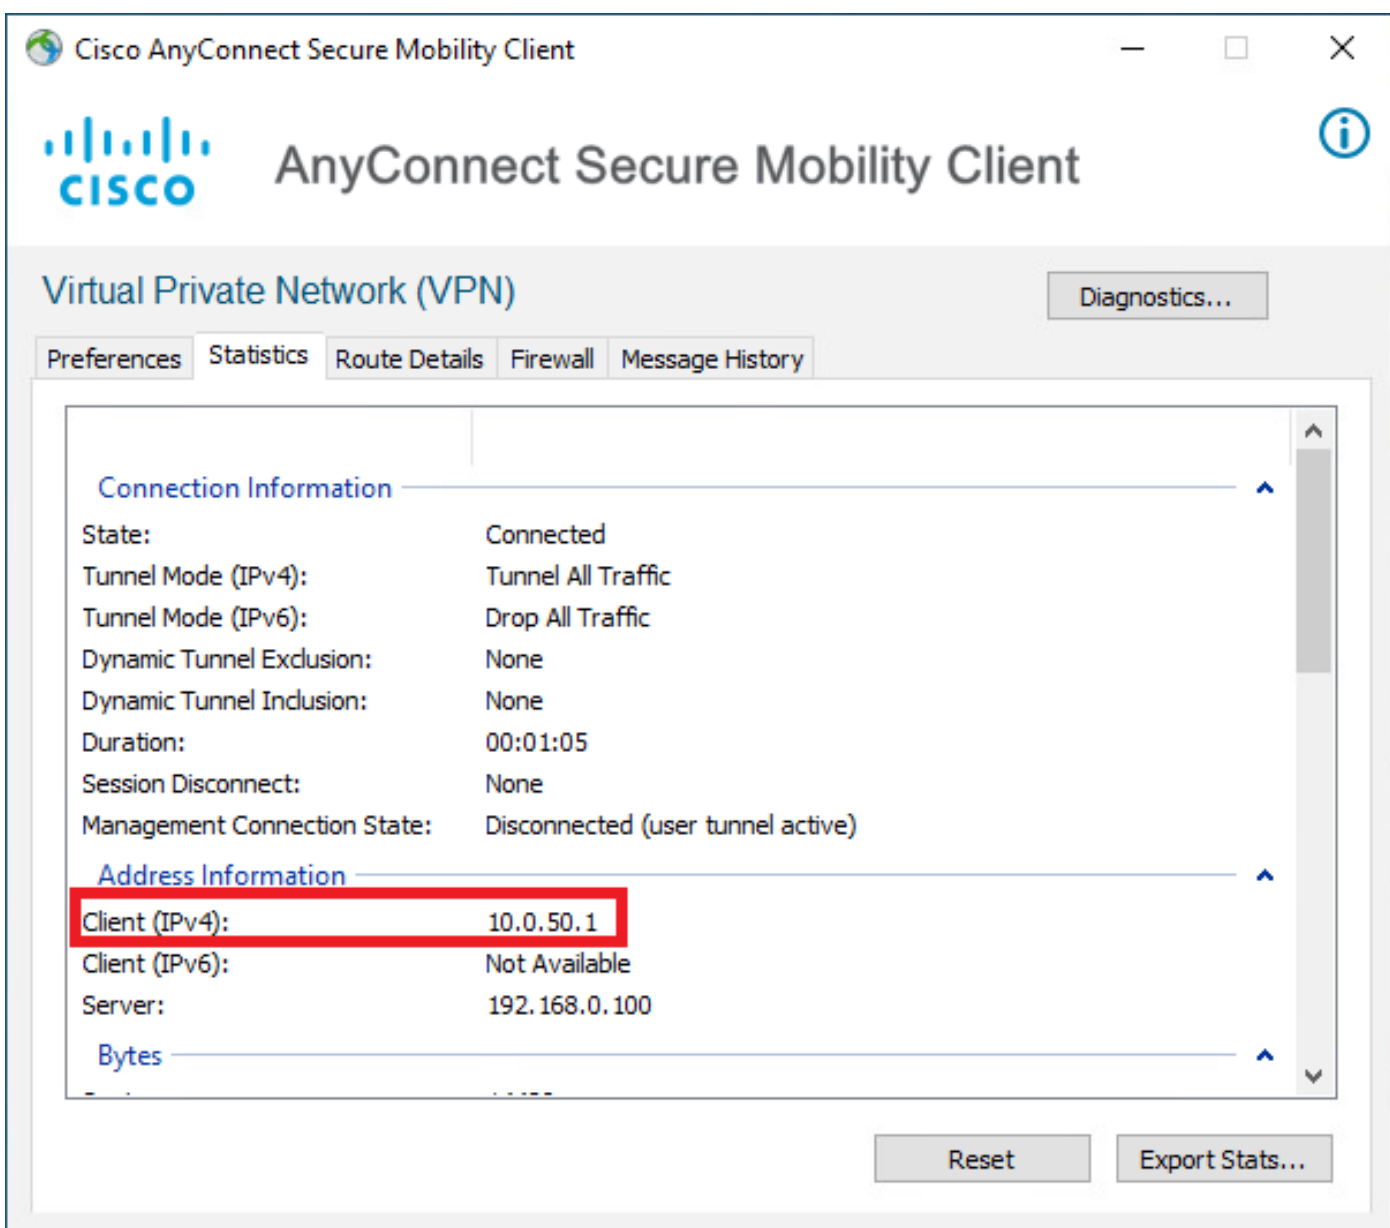 Cisco AnyConnect Secure Mobility Client
CISCO
AnyConnect Secure Mobility Client
Virtual Private Network (VPN)
Diagnostics...
Preferences Statistics Route Details Firewall Message History
Connection Information
State: Connected
Tunnel Mode (IPv4): Tunnel All Traffic
Tunnel Mode (IPv6): Drop All Traffic
Dynamic Tunnel Exclusion: None
Dynamic Tunnel Inclusion: None
Duration: 00:01:05
Session Disconnect: None
Management Connection State: Disconnected (user tunnel active)
Address Information
Client (IPv4): 10.0.50.1
Client (IPv6): Not Available
Server: 192.168.0.100
Bytes
Reset Export Stats...